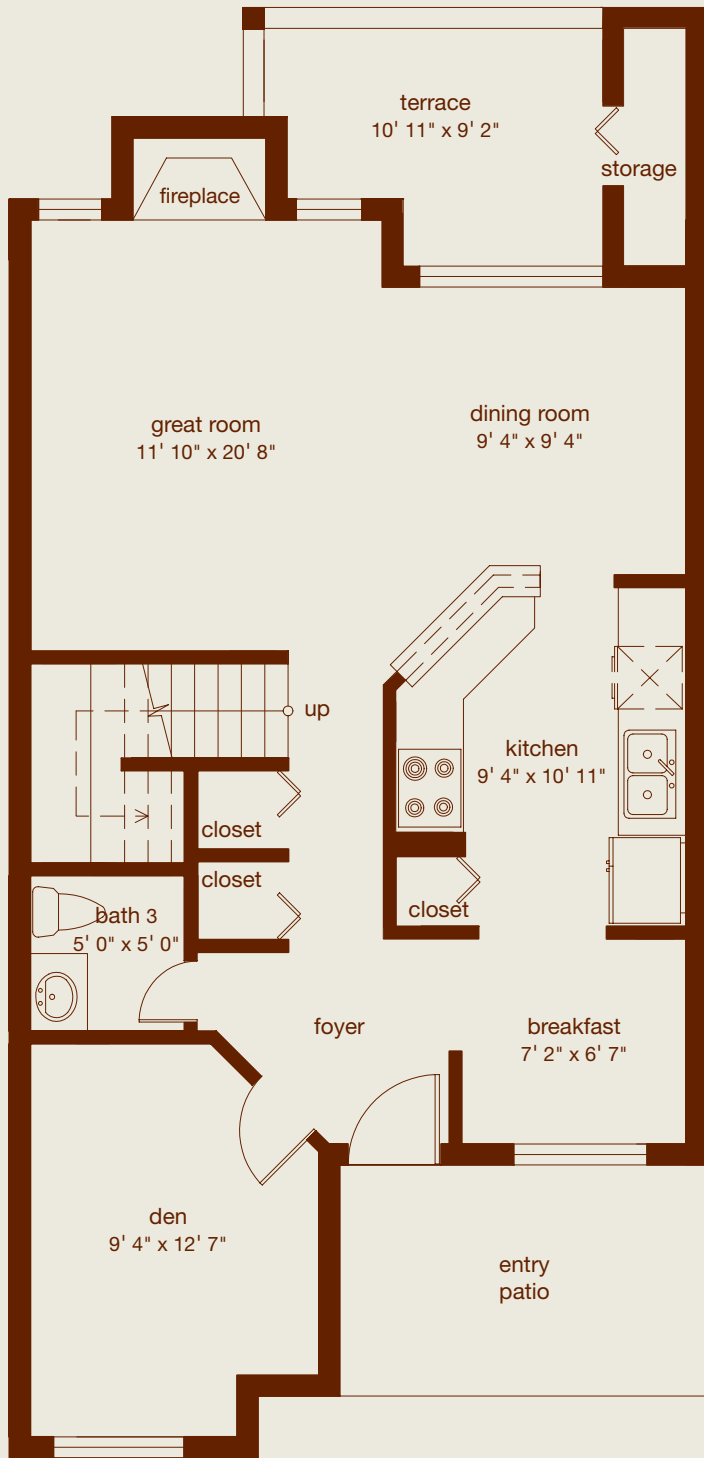 terrace
10' 11" x 9' 2"
storage
fireplace
great room
11' 10" x 20' 8"
dining room
9' 4" x 9' 4"
up
kitchen
9' 4" x 10' 11"
closet
closet
closet
bath 3
5' 0" x 5' 0"
foyer
breakfast
7' 2" x 6' 7"
den
9' 4" x 12' 7"
entry
patio